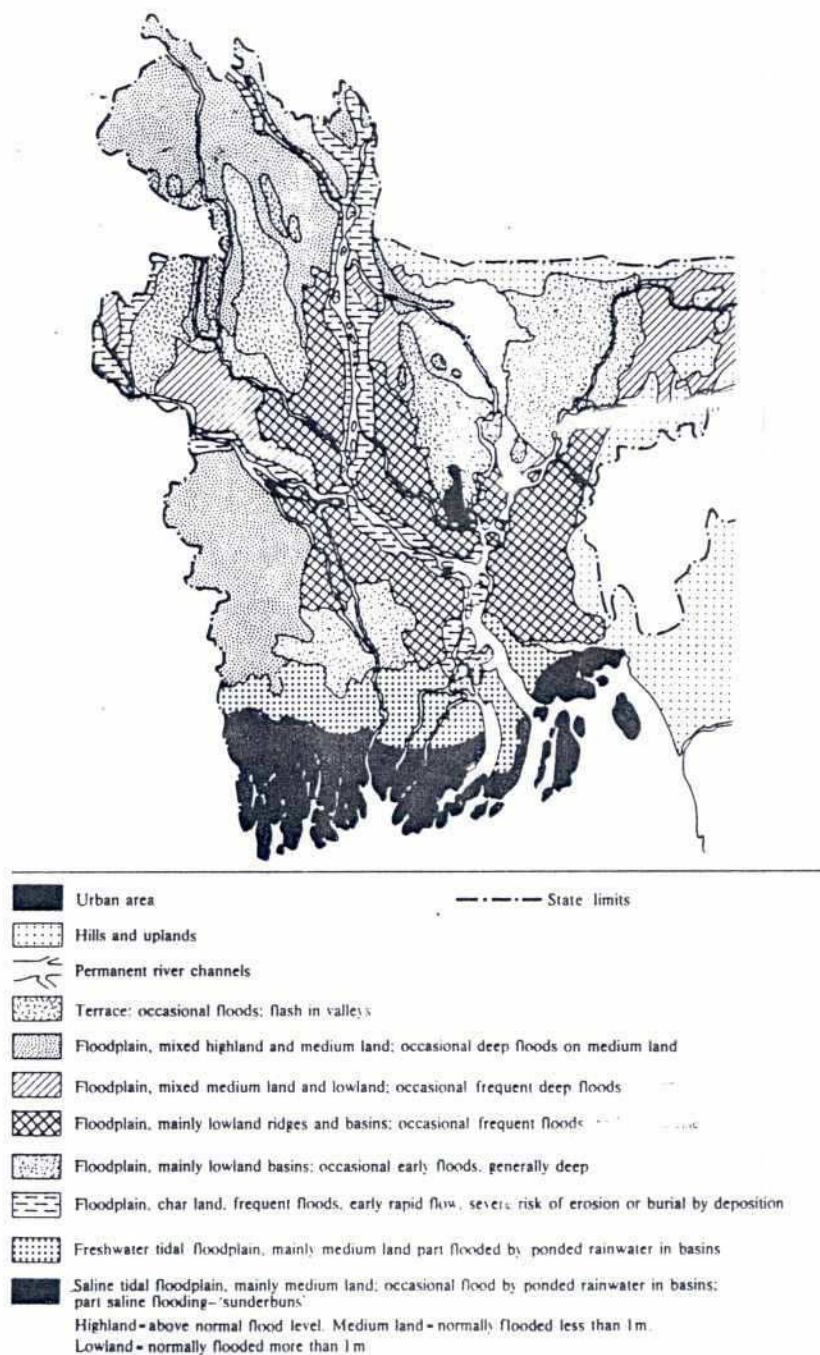 Urban area
State limits
Hills and uplands
Permanent river channels
Terrace: occasional floods; flash in valleys
Floodplain, mixed highland and medium land; occasional deep floods on medium land
Floodplain, mixed medium land and lowland; occasional frequent deep floods
Floodplain, mainly lowland ridges and basins; occasional frequent floods
Floodplain, mainly lowland basins; occasional early floods, generally deep
Floodplain, char land, frequent floods, early rapid flow, severe risk of erosion or burial by deposition
Freshwater tidal floodplain, mainly medium land part flooded by ponded rainwater in basins
Saline tidal floodplain, mainly medium land; occasional flood by ponded rainwater in basins;
part saline flooding–'sunderbuns'
Highland = above normal flood level. Medium land = normally flooded less than 1m.
Lowland = normally flooded more than 1m